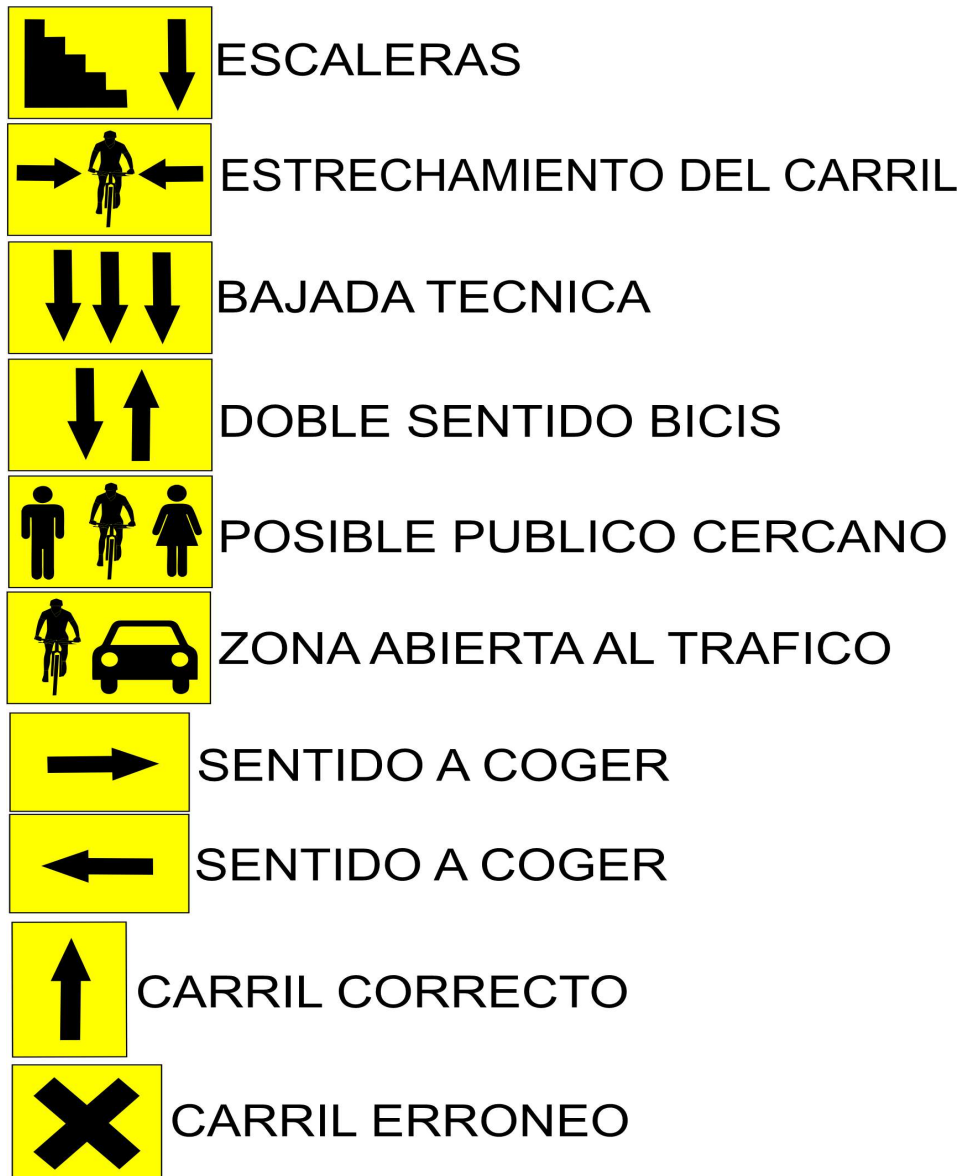 ESCALERAS
ESTRECHAMIENTO DEL CARRIL
BAJADA TECNICA
DOBLE SENTIDO BICIS
POSIBLE PUBLICO CERCANO
ZONA ABIERTA AL TRAFICO
SENTIDO A COGER
SENTIDO A COGER
CARRIL CORRECTO
CARRIL ERRONEO